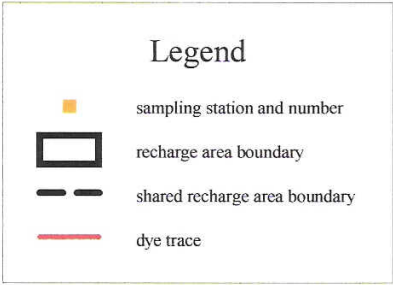 Legend
sampling station and number
recharge area boundary
shared recharge area boundary
dye trace